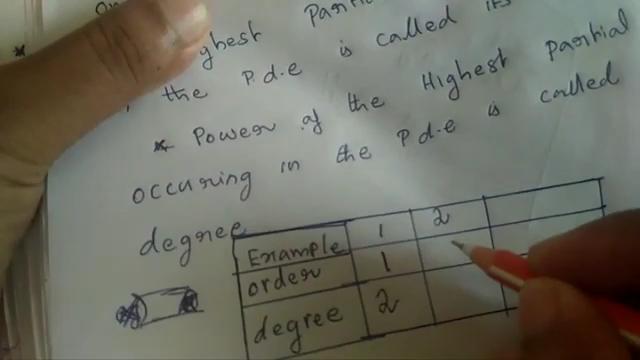 ghest Partia
the P.d.e is called its
* Power of the Highest Partial
occuring in the P.d.e is called
degree
Example 1 2
order 1
degree 2